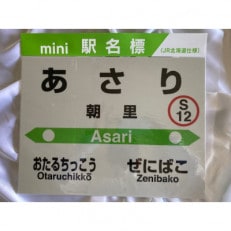 mini 駅名標 (JR北海道仕様)
あさり
朝里
S
12
Asari
おたるちっこう ぜにばこ
Otaruchikkō Zenibako